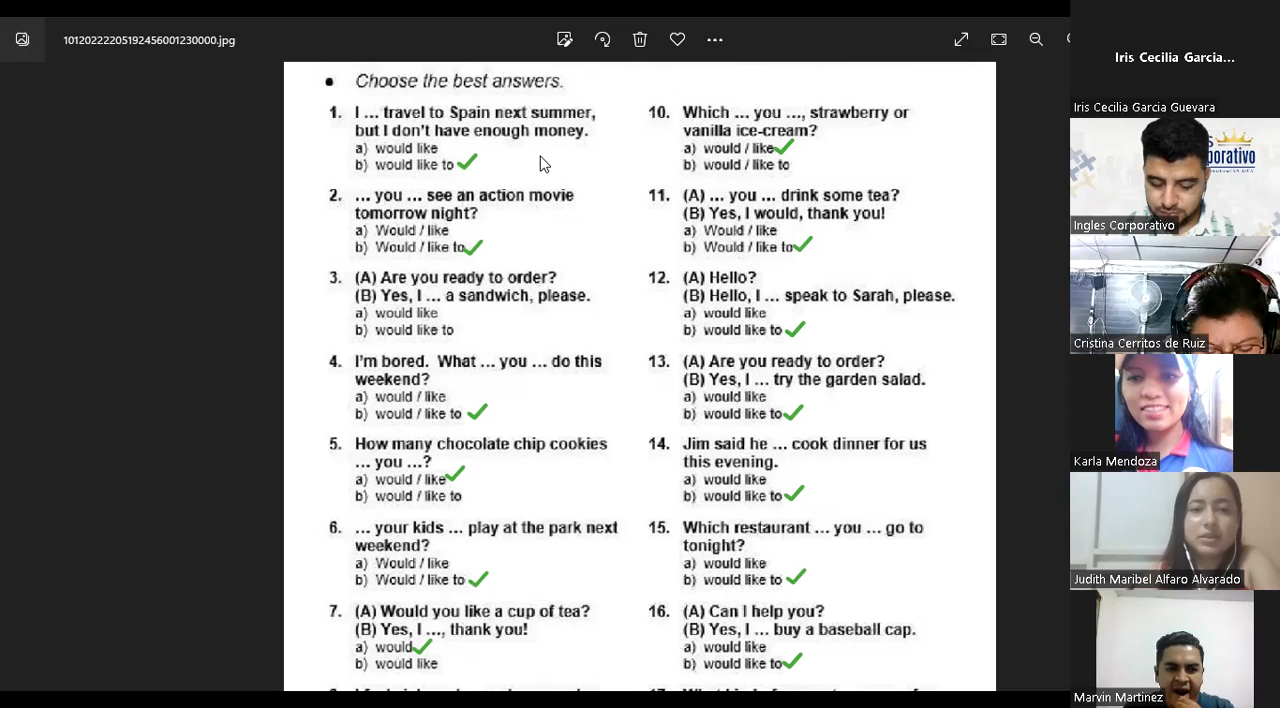 10120222205192456001230000.jpg
• Choose the best answers.
1. I ... travel to Spain next summer,
but I don't have enough money.
a) would like
b) would like to
2. ... you ... see an action movie
tomorrow night?
a) Would / like
b) Would / like to
3. (A) Are you ready to order?
(B) Yes, I ... a sandwich, please.
a) would like
b) would like to
4. I'm bored. What ... you ... do this
weekend?
a) would / like
b) would / like to
5. How many chocolate chip cookies
... you ...?
a) would / like
b) would / like to
6. ... your kids ... play at the park next
weekend?
a) Would / like
b) Would / like to
7. (A) Would you like a cup of tea?
(B) Yes, I ..., thank you!
a) would
b) would like
10. Which ... you ..., strawberry or
vanilla ice-cream?
a) would / like
b) would / like to
11. (A) ... you ... drink some tea?
(B) Yes, I would, thank you!
a) Would / like
b) Would / like to
12. (A) Hello?
(B) Hello, I ... speak to Sarah, please.
a) would like
b) would like to
13. (A) Are you ready to order?
(B) Yes, I ... try the garden salad.
a) would like
b) would like to
14. Jim said he ... cook dinner for us
this evening.
a) would like
b) would like to
15. Which restaurant ... you ... go to
tonight?
a) would like
b) would like to
16. (A) Can I help you?
(B) Yes, I ... buy a baseball cap.
a) would like
b) would like to
Iris Cecilia Garcia...
Iris Cecilia Garcia Guevara
Ingles Corporativo
Cristina Cerritos de Ruiz
Karla Mendoza
Judith Maribel Alfaro Alvarado
Marvin Martinez